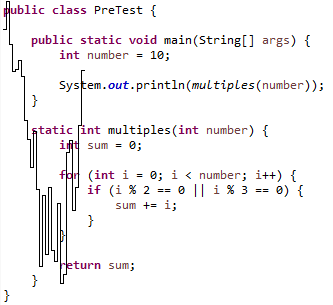 public class PreTest {
public static void main(String[] args) {
int number = 10;
System.out.println(multiples(number));
}
static int multiples(int number) {
int sum = 0;
for (int i = 0; i < number; i++) {
if (i % 2 == 0 || i % 3 == 0) {
sum += i;
}
}
return sum;
}
}